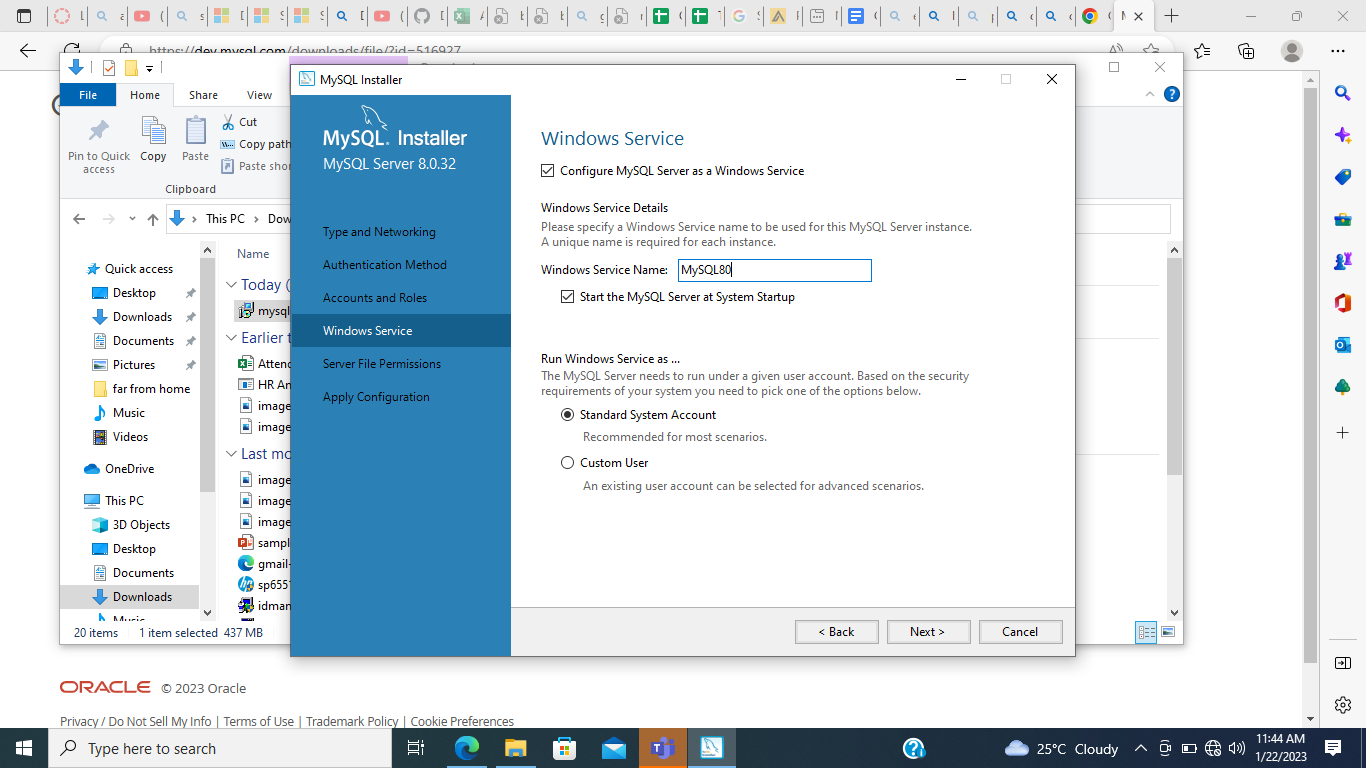 https://dev.mysql.com/downloads/file/?id=516927
File
Home
Share
View
Pin to Quick access
Copy
Paste
Cut
Copy path
Paste shor
Clipboard
This PC
Dow
Name
Quick access
Desktop
Downloads
Documents
Pictures
far from home
Music
Videos
OneDrive
This PC
3D Objects
Desktop
Documents
Downloads
Music
Today (
mysql
Earlier t
Attend
HR An
image
image
Last mo
image
image
image
sampl
gmail-
idman
20 items
1 item selected 437 MB
MySQL Installer
MySQL. Installer
MySQL Server 8.0.32
Type and Networking
Authentication Method
Accounts and Roles
Windows Service
Server File Permissions
Apply Configuration
Windows Service
Configure MySQL Server as a Windows Service
Windows Service Details
Please specify a Windows Service name to be used for this MySQL Server instance.
A unique name is required for each instance.
Windows Service Name: MySQL80
Start the MySQL Server at System Startup
Run Windows Service as ...
The MySQL Server needs to run under a given user account. Based on the security
requirements of your system you need to pick one of the options below.
Standard System Account
Recommended for most scenarios.
Custom User
An existing user account can be selected for advanced scenarios.
< Back
Next >
Cancel
ORACLE © 2023 Oracle
Privacy / Do Not Sell My Info | Terms of Use | Trademark Policy | Cookie Preferences
Type here to search
25°C Cloudy
11:44 AM
1/22/2023